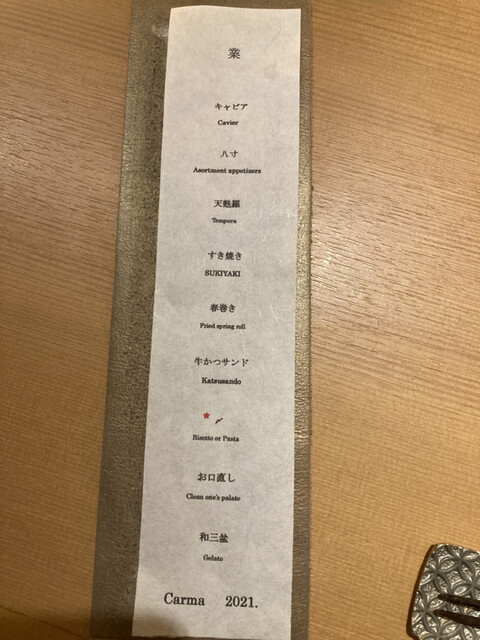 業
キャビア
Cavier
八寸
Asortment appetizers
天麩羅
Tempura
すき焼き
SUKIYAKI
春巻き
Fried spring roll
牛かつサンド
Katsusando
Risotto or Pasta
お口直し
Clean one's palate
和三盆
Gelato
Carma 2021.